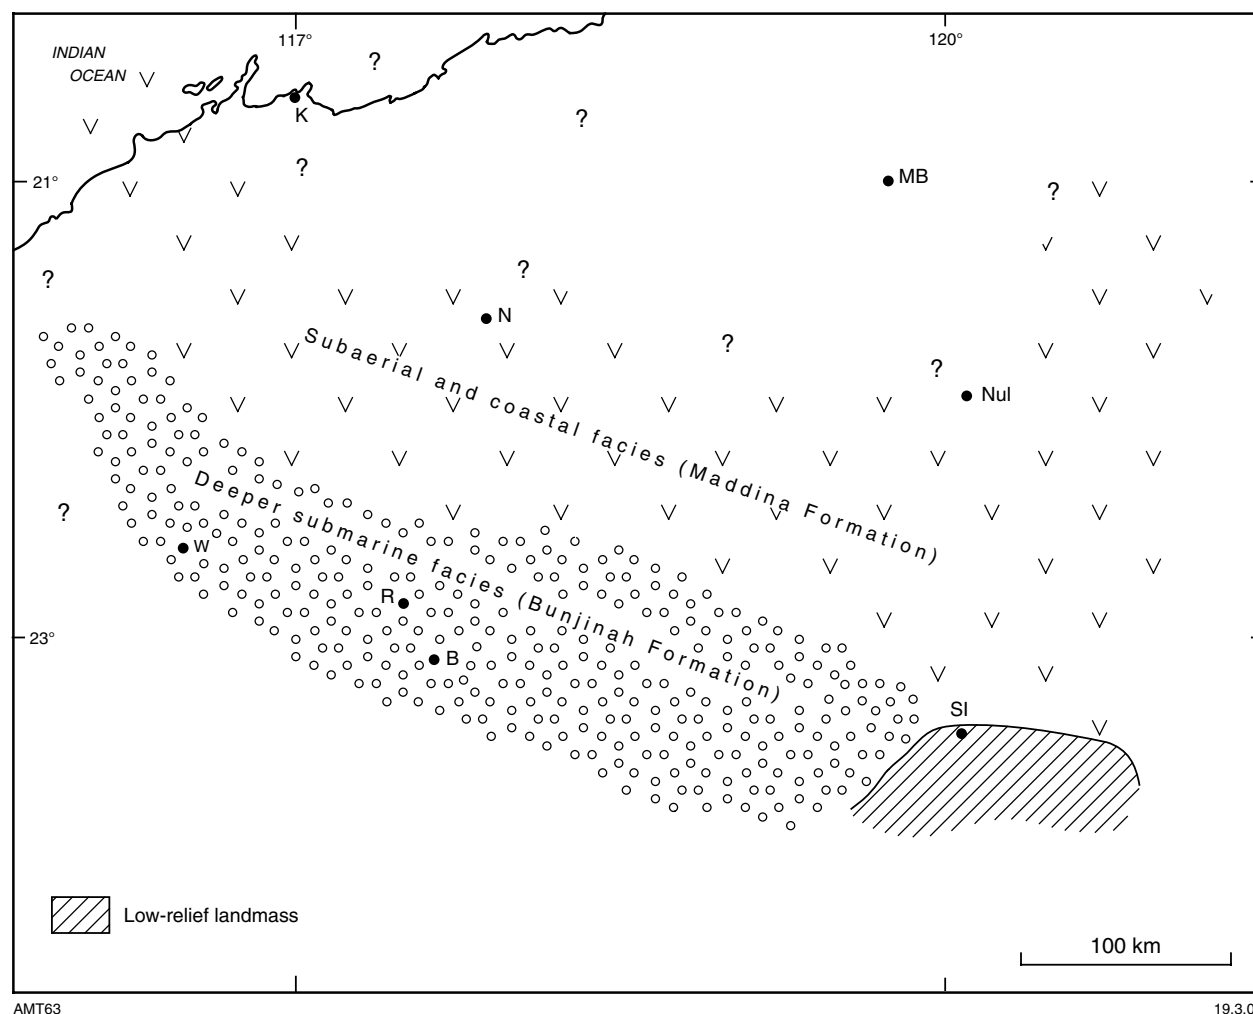 117°
120°
INDIAN
OCEAN
?
K
?
?
21°
MB
?
?
?
N
Subaerial and coastal facies (Maddina Formation)
?
?
Nul
Deeper submarine facies (Bunjinah Formation)
?
W
R
B
23°
SI
Low-relief landmass
100 km
AMT63
19.3.0